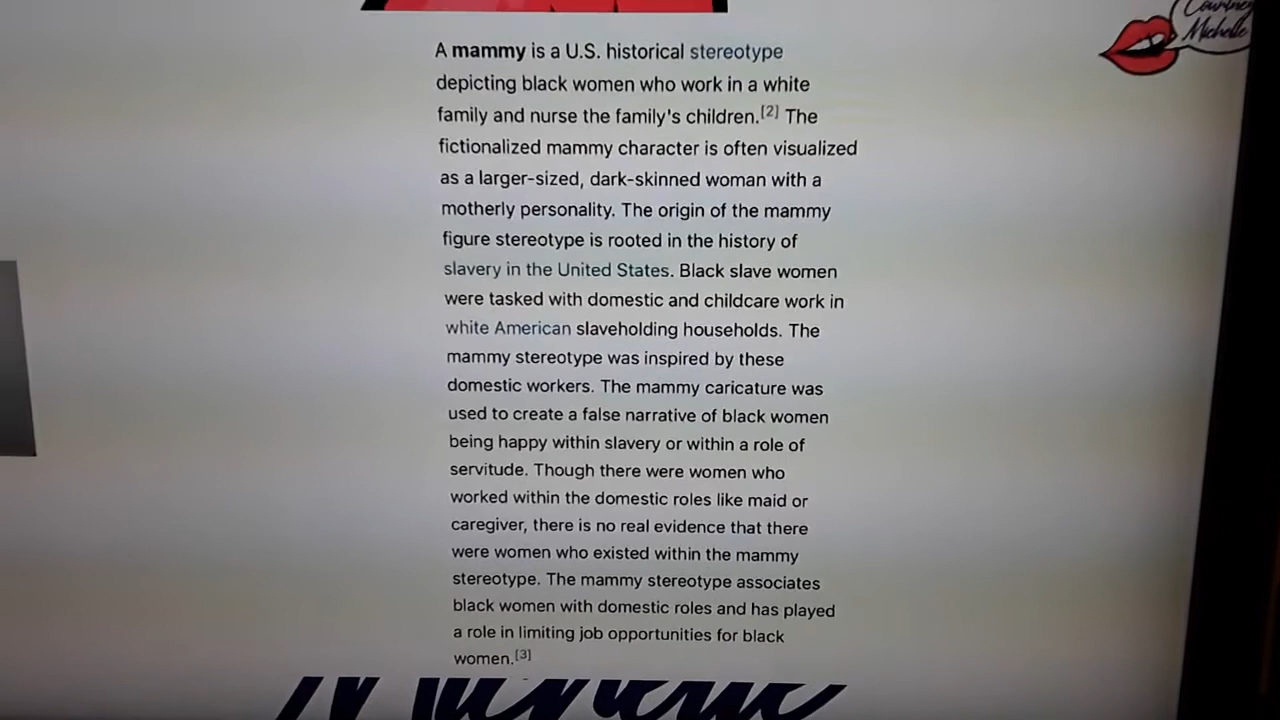 Courtney
Michelle
A mammy is a U.S. historical stereotype
depicting black women who work in a white
family and nurse the family's children.[2] The
fictionalized mammy character is often visualized
as a larger-sized, dark-skinned woman with a
motherly personality. The origin of the mammy
figure stereotype is rooted in the history of
slavery in the United States. Black slave women
were tasked with domestic and childcare work in
white American slaveholding households. The
mammy stereotype was inspired by these
domestic workers. The mammy caricature was
used to create a false narrative of black women
being happy within slavery or within a role of
servitude. Though there were women who
worked within the domestic roles like maid or
caregiver, there is no real evidence that there
were women who existed within the mammy
stereotype. The mammy stereotype associates
black women with domestic roles and has played
a role in limiting job opportunities for black
women.[3]